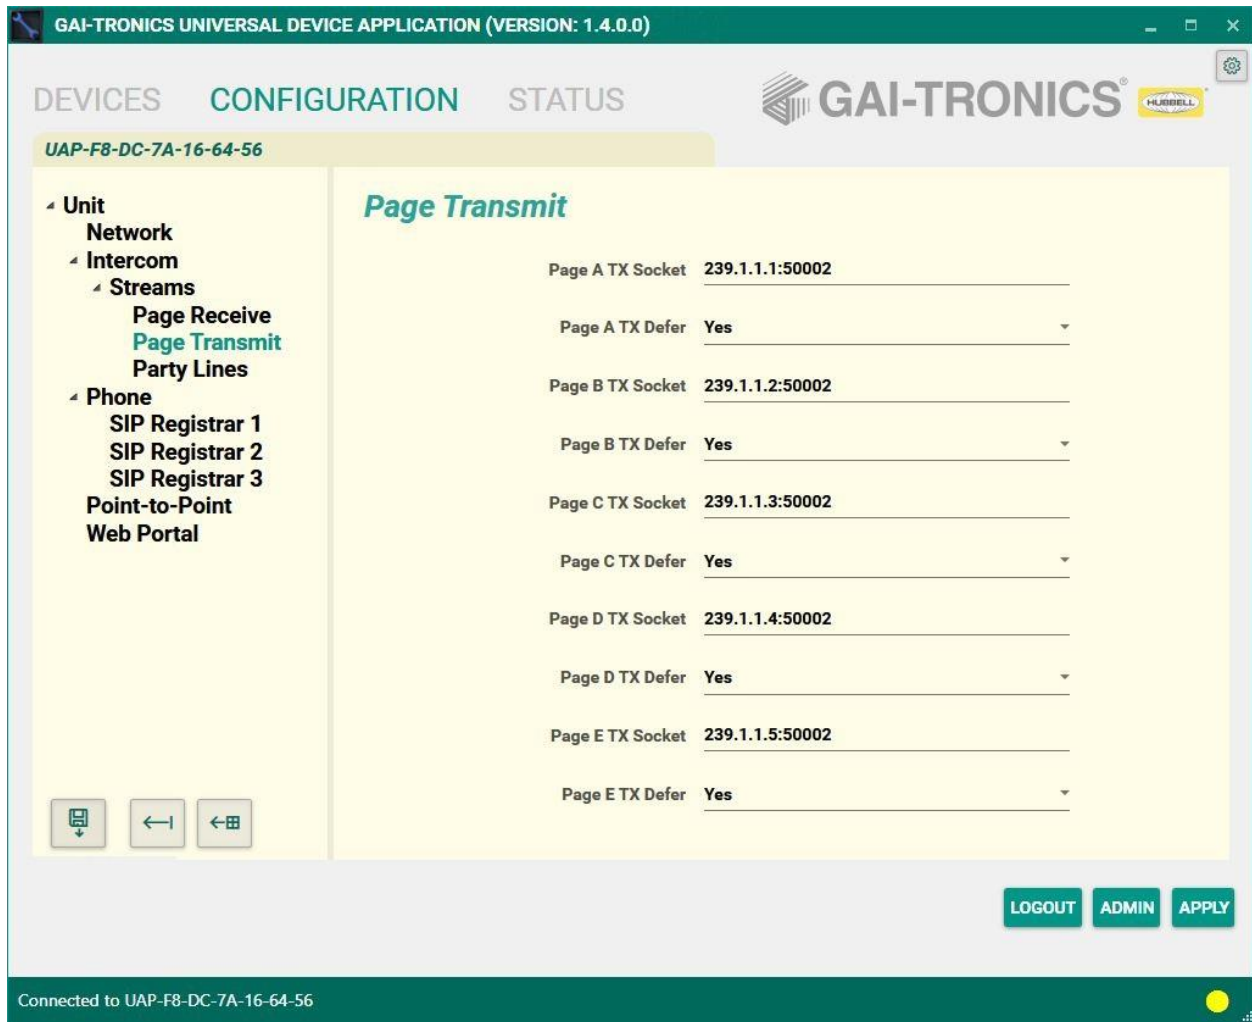 GAI-TRONICS UNIVERSAL DEVICE APPLICATION (VERSION: 1.4.0.0)
DEVICES CONFIGURATION STATUS
GAI-TRONICS®
HUBBELL
UAP-F8-DC-7A-16-64-56
Unit
Network
Intercom
Streams
Page Receive
Page Transmit
Party Lines
Phone
SIP Registrar 1
SIP Registrar 2
SIP Registrar 3
Point-to-Point
Web Portal
Page Transmit
Page A TX Socket 239.1.1.1:50002
Page A TX Defer Yes
Page B TX Socket 239.1.1.2:50002
Page B TX Defer Yes
Page C TX Socket 239.1.1.3:50002
Page C TX Defer Yes
Page D TX Socket 239.1.1.4:50002
Page D TX Defer Yes
Page E TX Socket 239.1.1.5:50002
Page E TX Defer Yes
LOGOUT ADMIN APPLY
Connected to UAP-F8-DC-7A-16-64-56